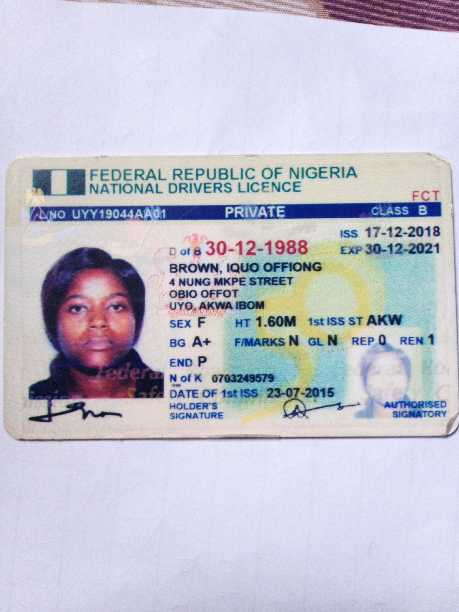 FEDERAL REPUBLIC OF NIGERIA
NATIONAL DRIVERS LICENCE
FCT
L/NO UYY19044AA01 PRIVATE CLASS B
ISS 17-12-2018
D of B 30-12-1988 EXP 30-12-2021
BROWN, IQUO OFFIONG
4 NUNG MKPE STREET
OBIO OFFOT
UYO, AKWA IBOM
SEX F HT 1.60M 1st ISS ST AKW
BG A+ F/MARKS N GL N REP 0 REN 1
END P
N of K 0703249579
DATE OF 1st ISS 23-07-2015
HOLDER'S
SIGNATURE
AUTHORISED
SIGNATORY